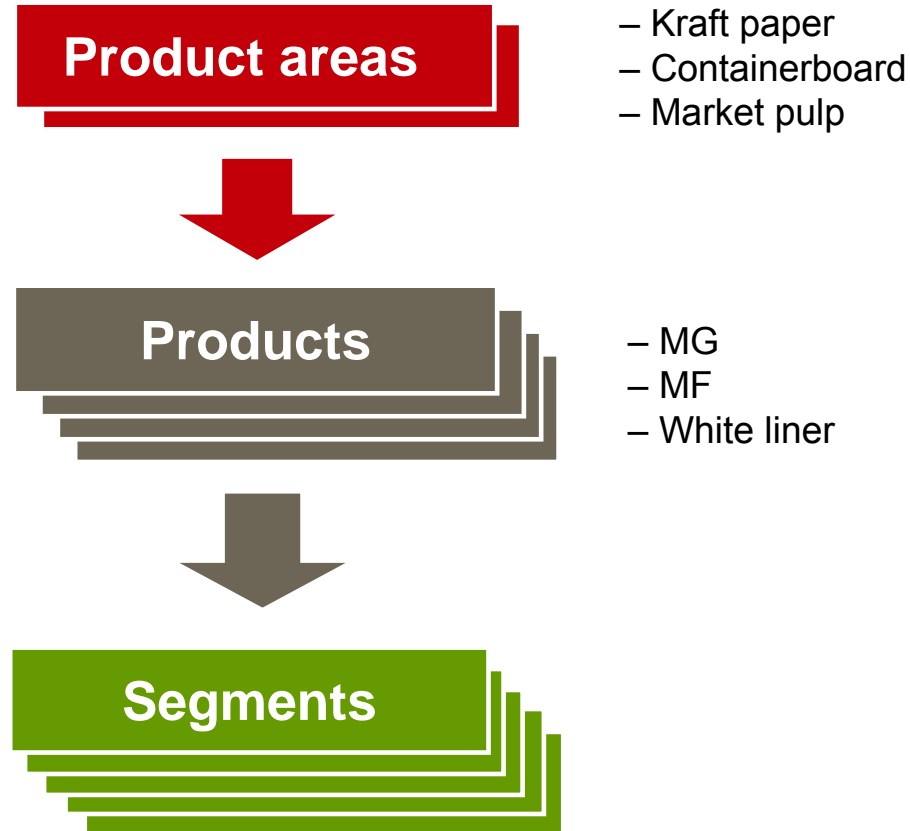 Product areas
– Kraft paper
– Containerboard
– Market pulp
Products
– MG
– MF
– White liner
Segments